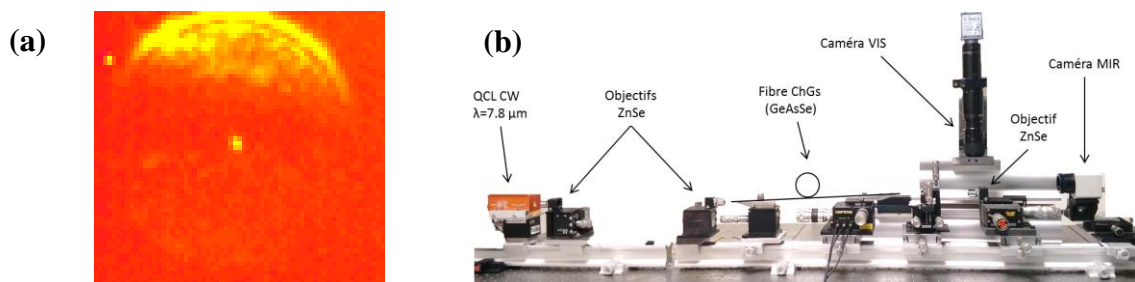 (a)
(b)
QCL CW
λ=7.8 µm
Objectifs
ZnSe
Fibre ChGs
(GeAsSe)
Caméra VIS
Objectif
ZnSe
Caméra MIR